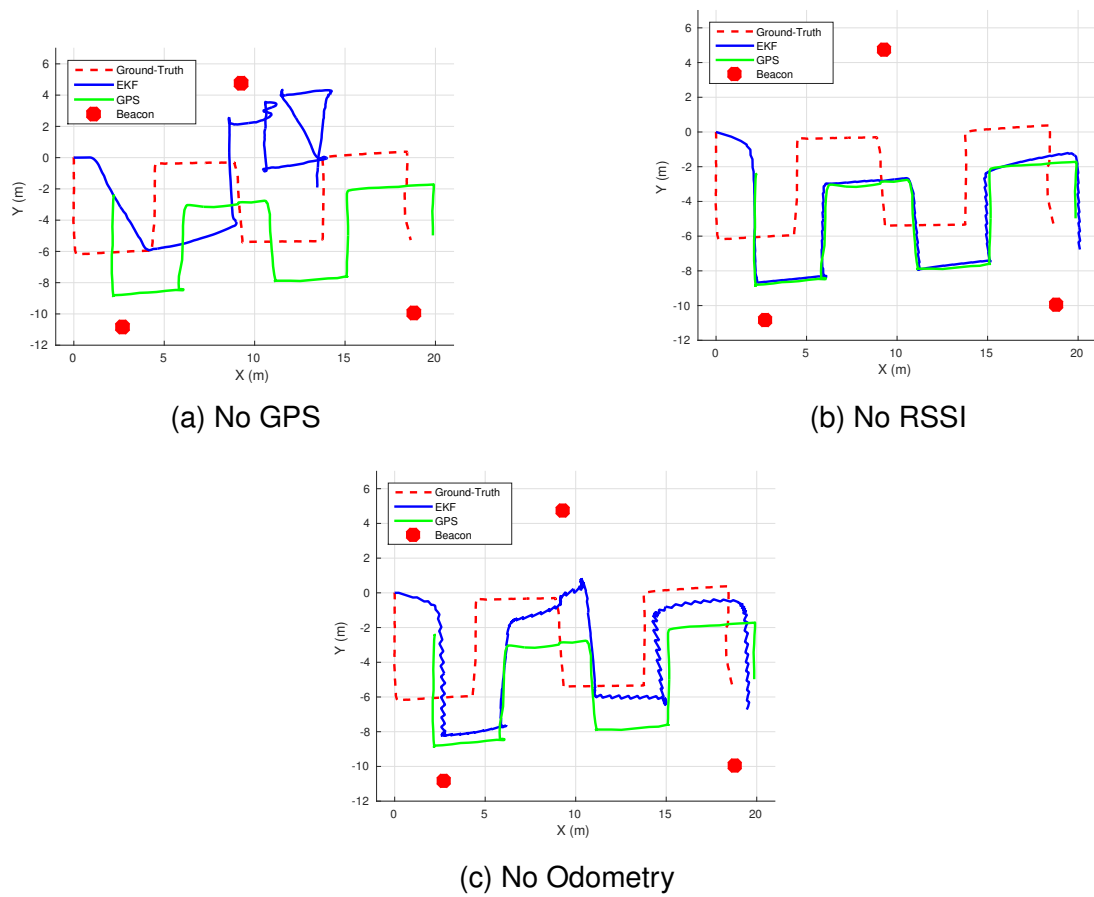 6
4
2
0
-2
-4
-6
-8
-10
-12
Y (m)
Ground-Truth
EKF
GPS
Beacon
0 5 10 15 20
X (m)
(a) No GPS
6
4
2
0
-2
-4
-6
-8
-10
-12
Y (m)
Ground-Truth
EKF
GPS
Beacon
0 5 10 15 20
X (m)
(b) No RSSI
6
4
2
0
-2
-4
-6
-8
-10
-12
Y (m)
Ground-Truth
EKF
GPS
Beacon
0 5 10 15 20
X (m)
(c) No Odometry